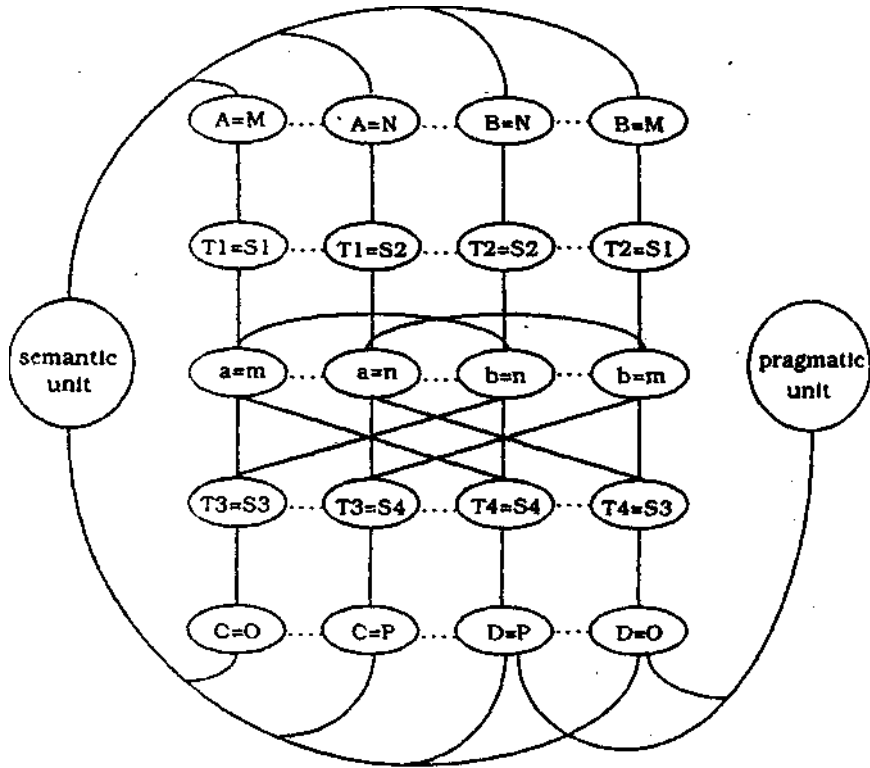 A=M A=N B=N B=M
T1=S1 T1=S2 T2=S2 T2=S1
semantic
unit
a=m a=n b=n b=m
pragmatic
unit
T3=S3 T3=S4 T4=S4 T4=S3
C=O C=P D=P D=O